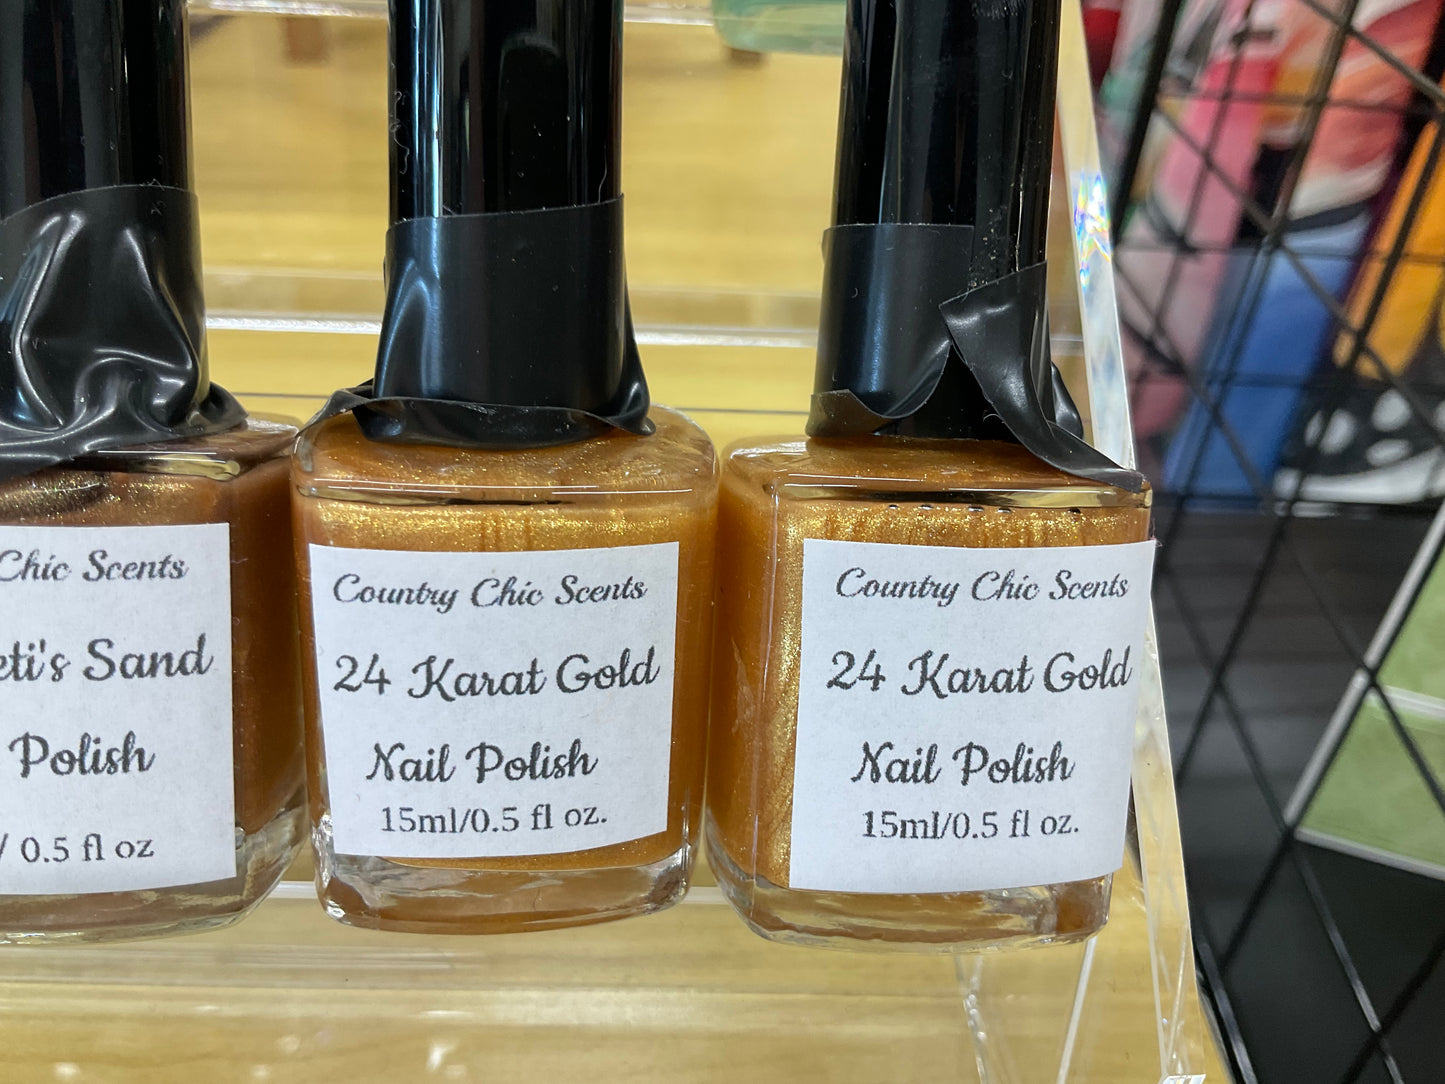 Chic Scents
eti's Sand
Polish
/ 0.5 fl oz
Country Chic Scents
24 Karat Gold
Nail Polish
15ml/0.5 fl oz.
Country Chic Scents
24 Karat Gold
Nail Polish
15ml/0.5 fl oz.